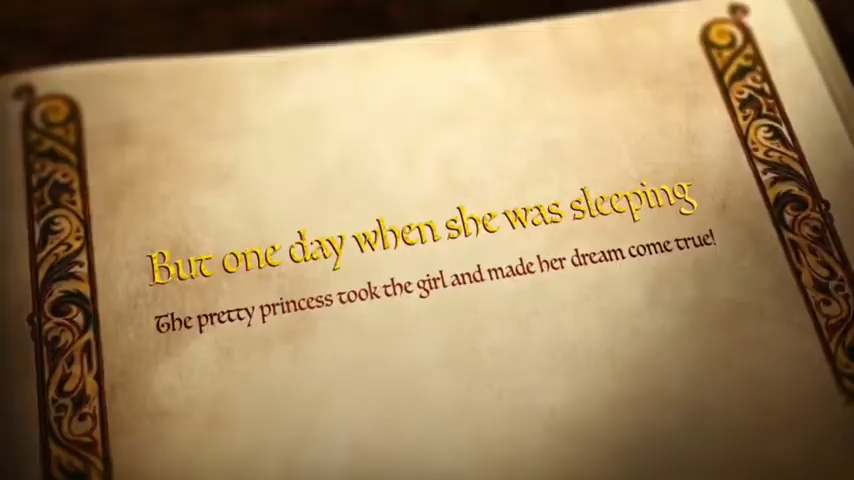 But one day when she was sleeping
The pretty princess took the girl and made her dream come true!